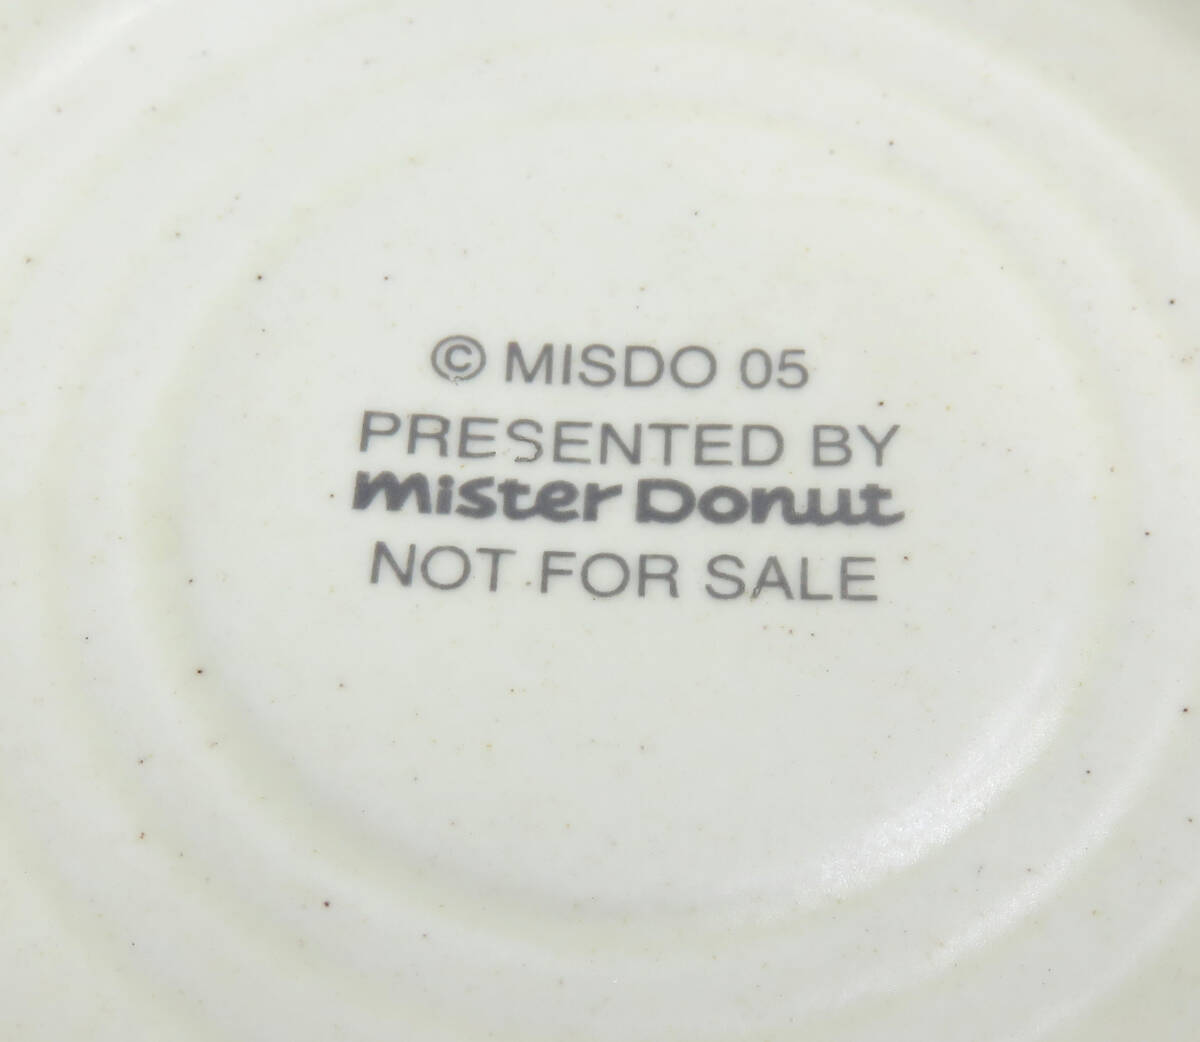 © MISDO 05
PRESENTED BY
mister Donut
NOT FOR SALE